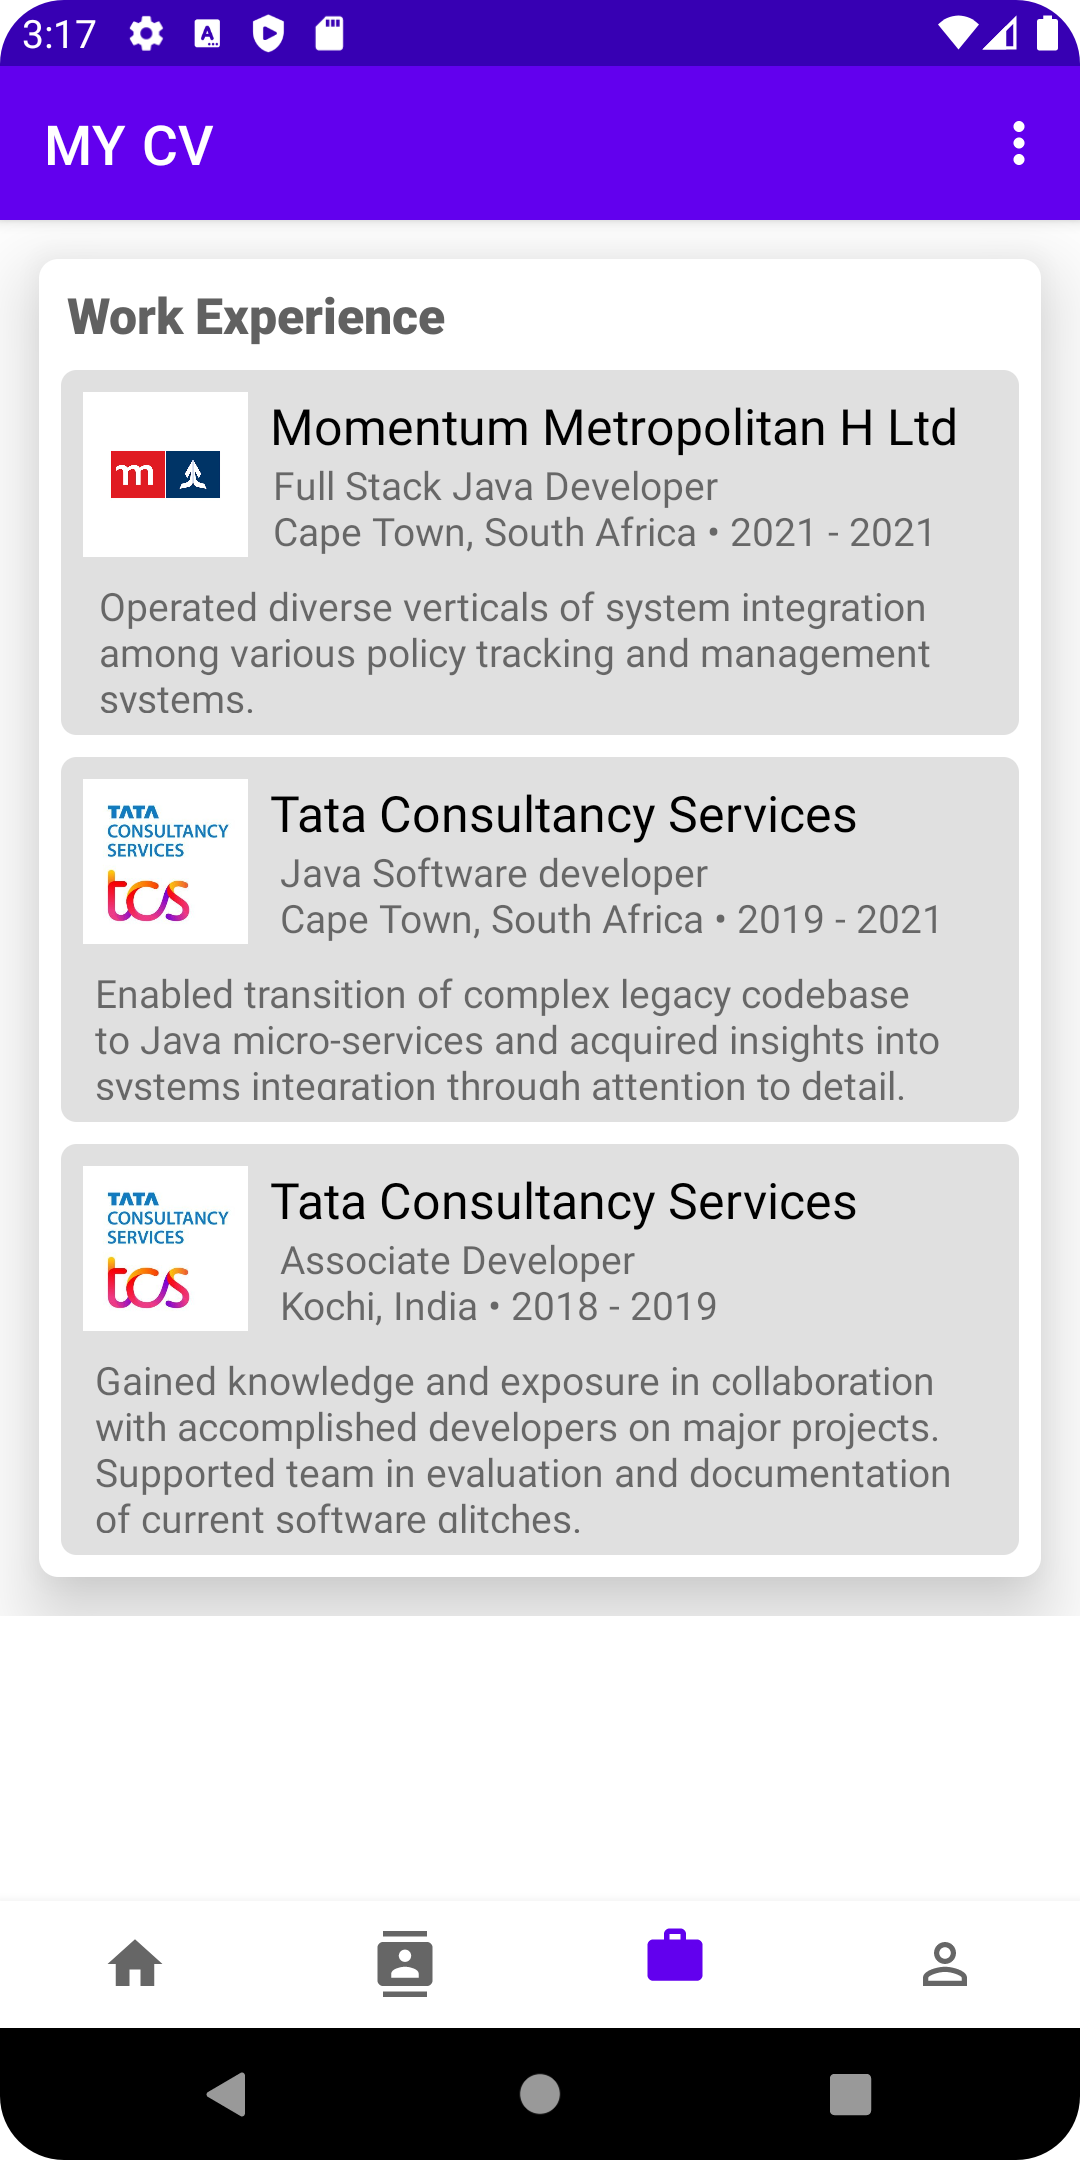 3:17
MY CV
Work Experience
m
Momentum Metropolitan H Ltd
Full Stack Java Developer
Cape Town, South Africa • 2021 - 2021
Operated diverse verticals of system integration
among various policy tracking and management
systems.
TATA
CONSULTANCY
SERVICES
tcs
Tata Consultancy Services
Java Software developer
Cape Town, South Africa • 2019 - 2021
Enabled transition of complex legacy codebase
to Java micro-services and acquired insights into
systems integration through attention to detail.
TATA
CONSULTANCY
SERVICES
tcs
Tata Consultancy Services
Associate Developer
Kochi, India • 2018 - 2019
Gained knowledge and exposure in collaboration
with accomplished developers on major projects.
Supported team in evaluation and documentation
of current software glitches.